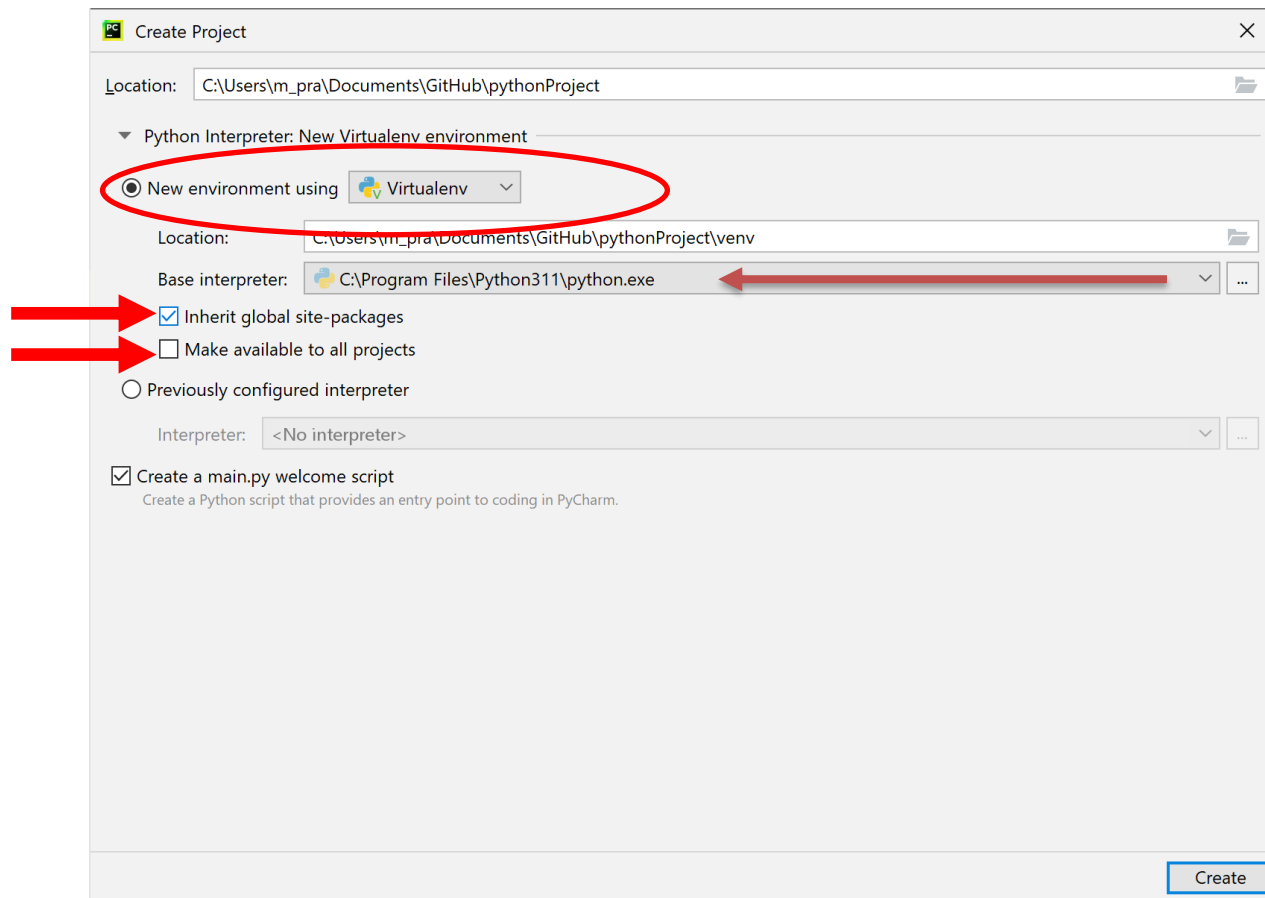 PC Create Project
Location: C:\Users\m_pra\Documents\GitHub\pythonProject
Python Interpreter: New Virtualenv environment
New environment using Virtualenv
Location: C:\Users\m_pra\Documents\GitHub\pythonProject\venv
Base interpreter: C:\Program Files\Python311\python.exe ...
Inherit global site-packages
Make available to all projects
Previously configured interpreter
Interpreter: <No interpreter> ...
Create a main.py welcome script
Create a Python script that provides an entry point to coding in PyCharm.
Create